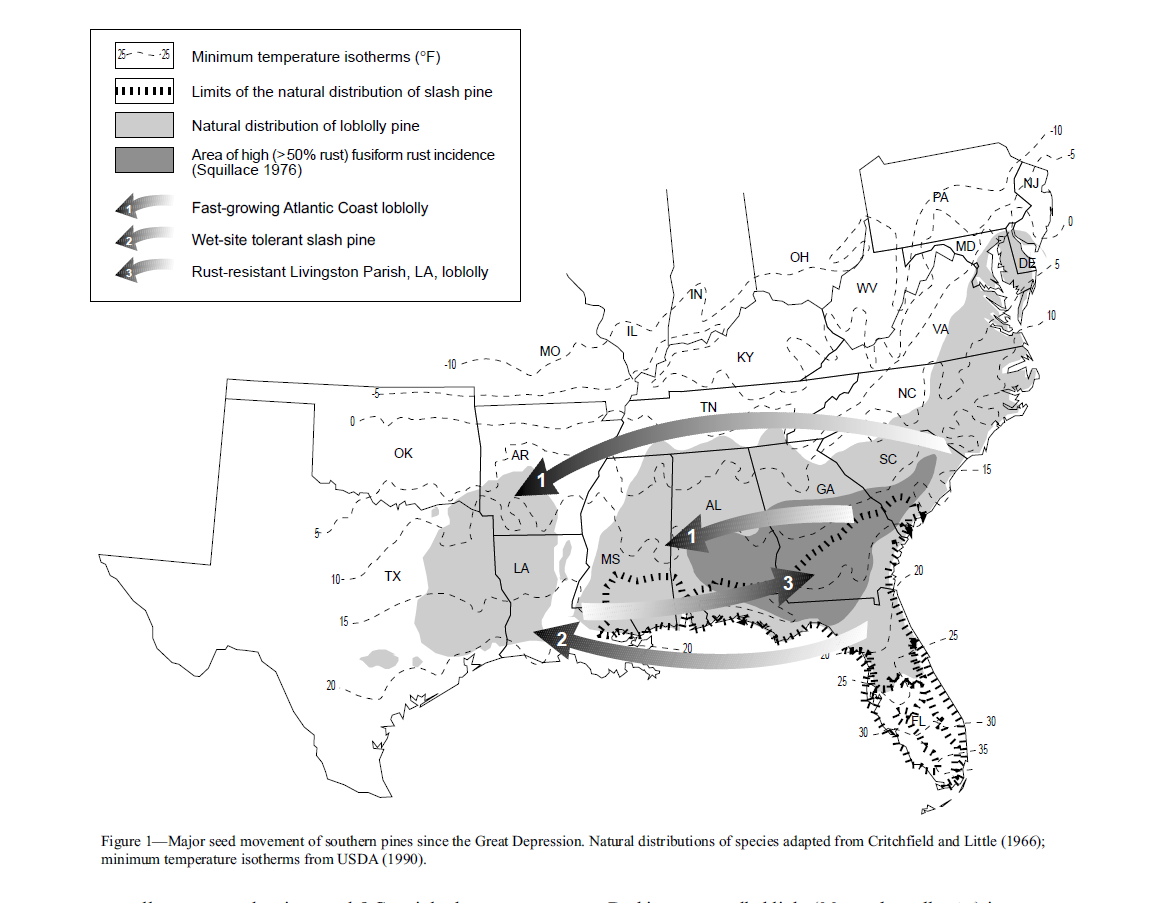 25 - - - 25 Minimum temperature isotherms (°F)
Limits of the natural distribution of slash pine
Natural distribution of loblolly pine
Area of high (>50% rust) fusiform rust incidence
(Squillace 1976)
1 Fast-growing Atlantic Coast loblolly
2 Wet-site tolerant slash pine
3 Rust-resistant Livingston Parish, LA, loblolly
-10
-5
NJ
PA
0
MD
OH
DE
5
WV
IN
10
VA
IL
MO
KY
-10
-5
NC
TN
0
OK
AR
SC
15
1
GA
AL
5
1
MS
LA
20
TX
10
3
15
25
2
20
20
25
20
FL
30
30
35
Figure 1—Major seed movement of southern pines since the Great Depression. Natural distributions of species adapted from Critchfield and Little (1966);
minimum temperature isotherms from USDA (1990).